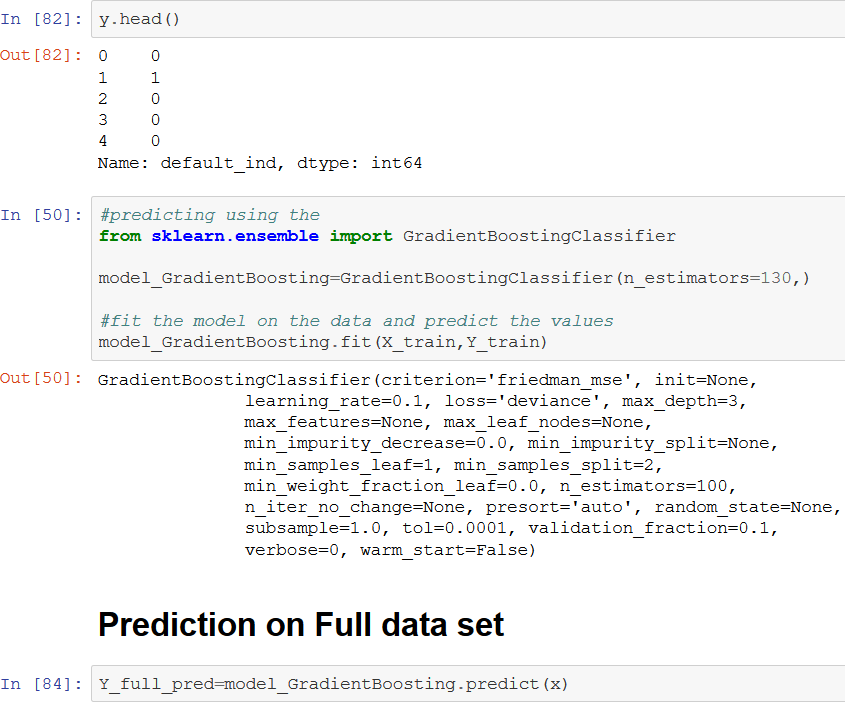 In [82]: y.head()
Out[82]: 0    0
1    1
2    0
3    0
4    0
Name: default_ind, dtype: int64
In [50]: #predicting using the
from sklearn.ensemble import GradientBoostingClassifier
model_GradientBoosting=GradientBoostingClassifier(n_estimators=130,)
#fit the model on the data and predict the values
model_GradientBoosting.fit(X_train,Y_train)
Out[50]: GradientBoostingClassifier(criterion='friedman_mse', init=None,
learning_rate=0.1, loss='deviance', max_depth=3,
max_features=None, max_leaf_nodes=None,
min_impurity_decrease=0.0, min_impurity_split=None,
min_samples_leaf=1, min_samples_split=2,
min_weight_fraction_leaf=0.0, n_estimators=100,
n_iter_no_change=None, presort='auto', random_state=None,
subsample=1.0, tol=0.0001, validation_fraction=0.1,
verbose=0, warm_start=False)
Prediction on Full data set
In [84]: Y_full_pred=model_GradientBoosting.predict(x)